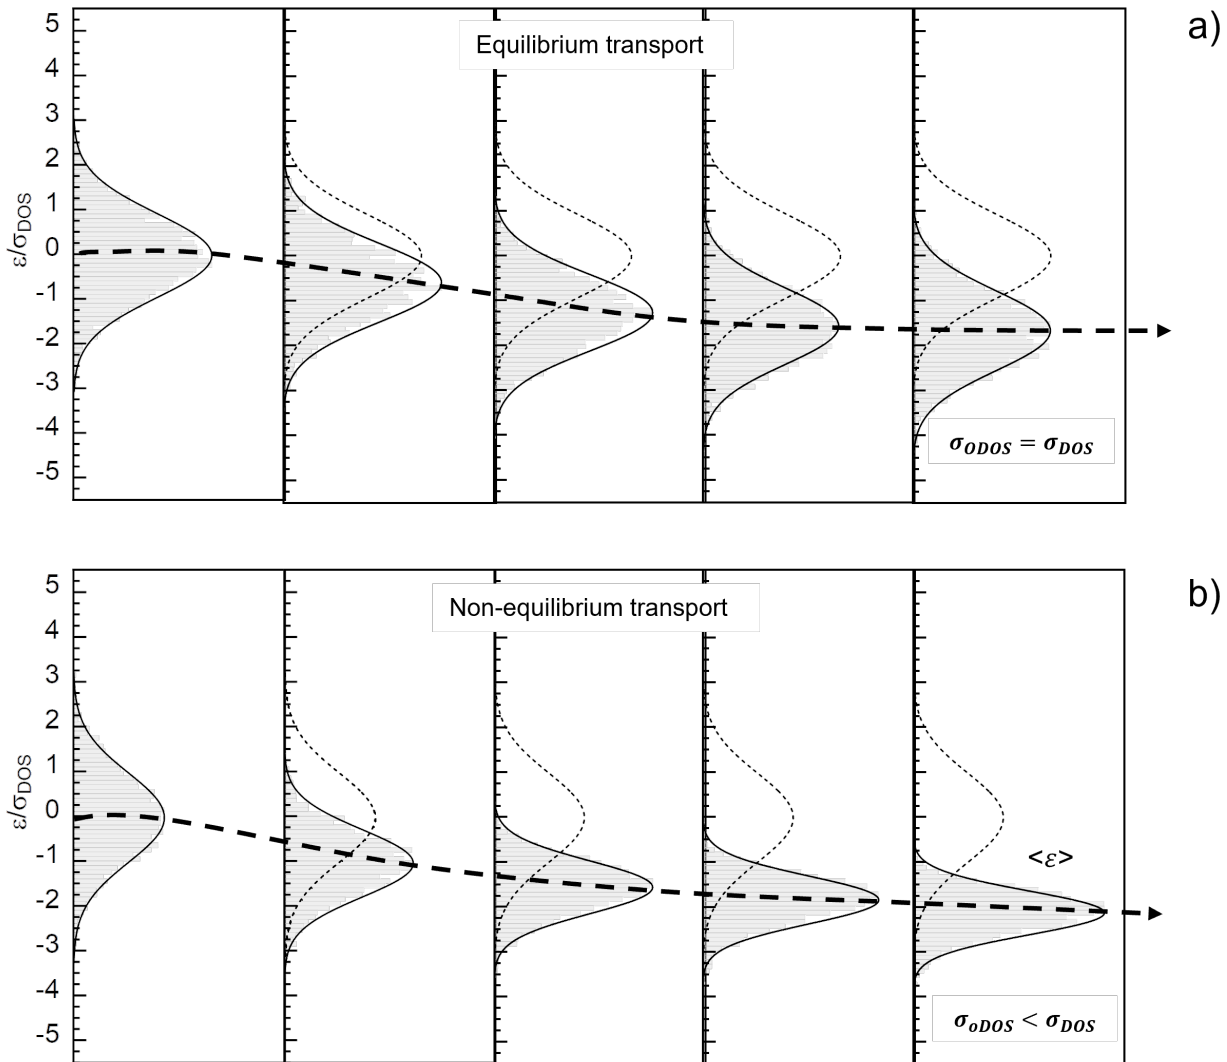 a)
Equilibrium transport
5
4
3
2
1
0
-1
-2
-3
-4
-5
ε/σDOS
σODOS = σDOS
b)
Non-equilibrium transport
5
4
3
2
1
0
-1
-2
-3
-4
-5
ε/σDOS
<ε>
σoDOS < σDOS